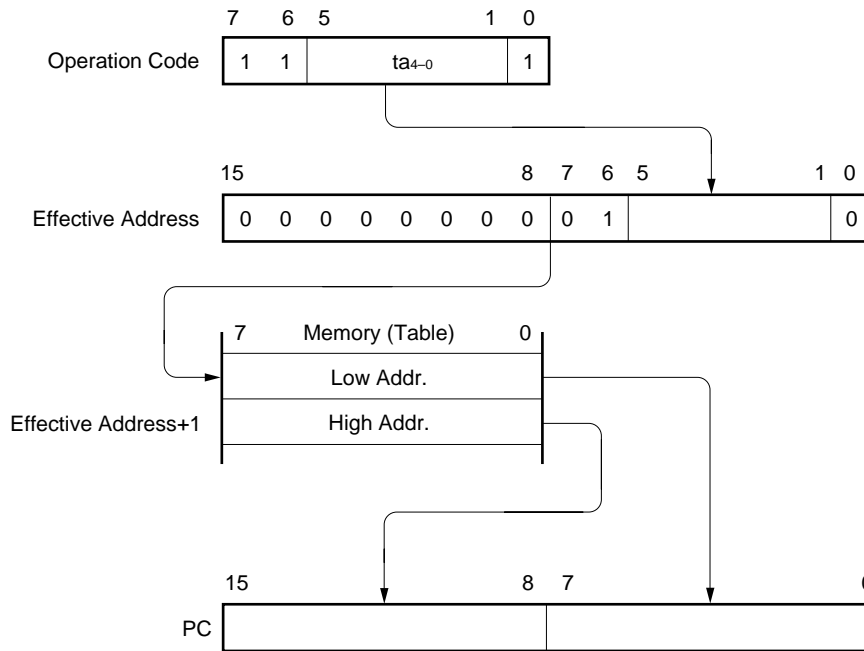 7 6 5 1 0
Operation Code 1 1 ta4–0 1
15 8 7 6 5 1 0
Effective Address 0 0 0 0 0 0 0 0 0 1 0
7 Memory (Table) 0
Low Addr.
Effective Address+1 High Addr.
15 8 7
PC